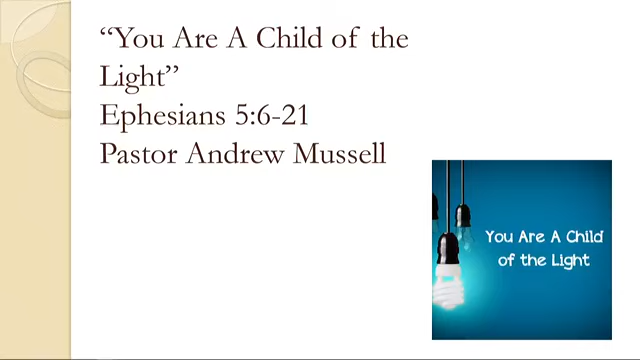 “You Are A Child of the
Light”
Ephesians 5:6-21
Pastor Andrew Mussell
You Are A Child
of the Light